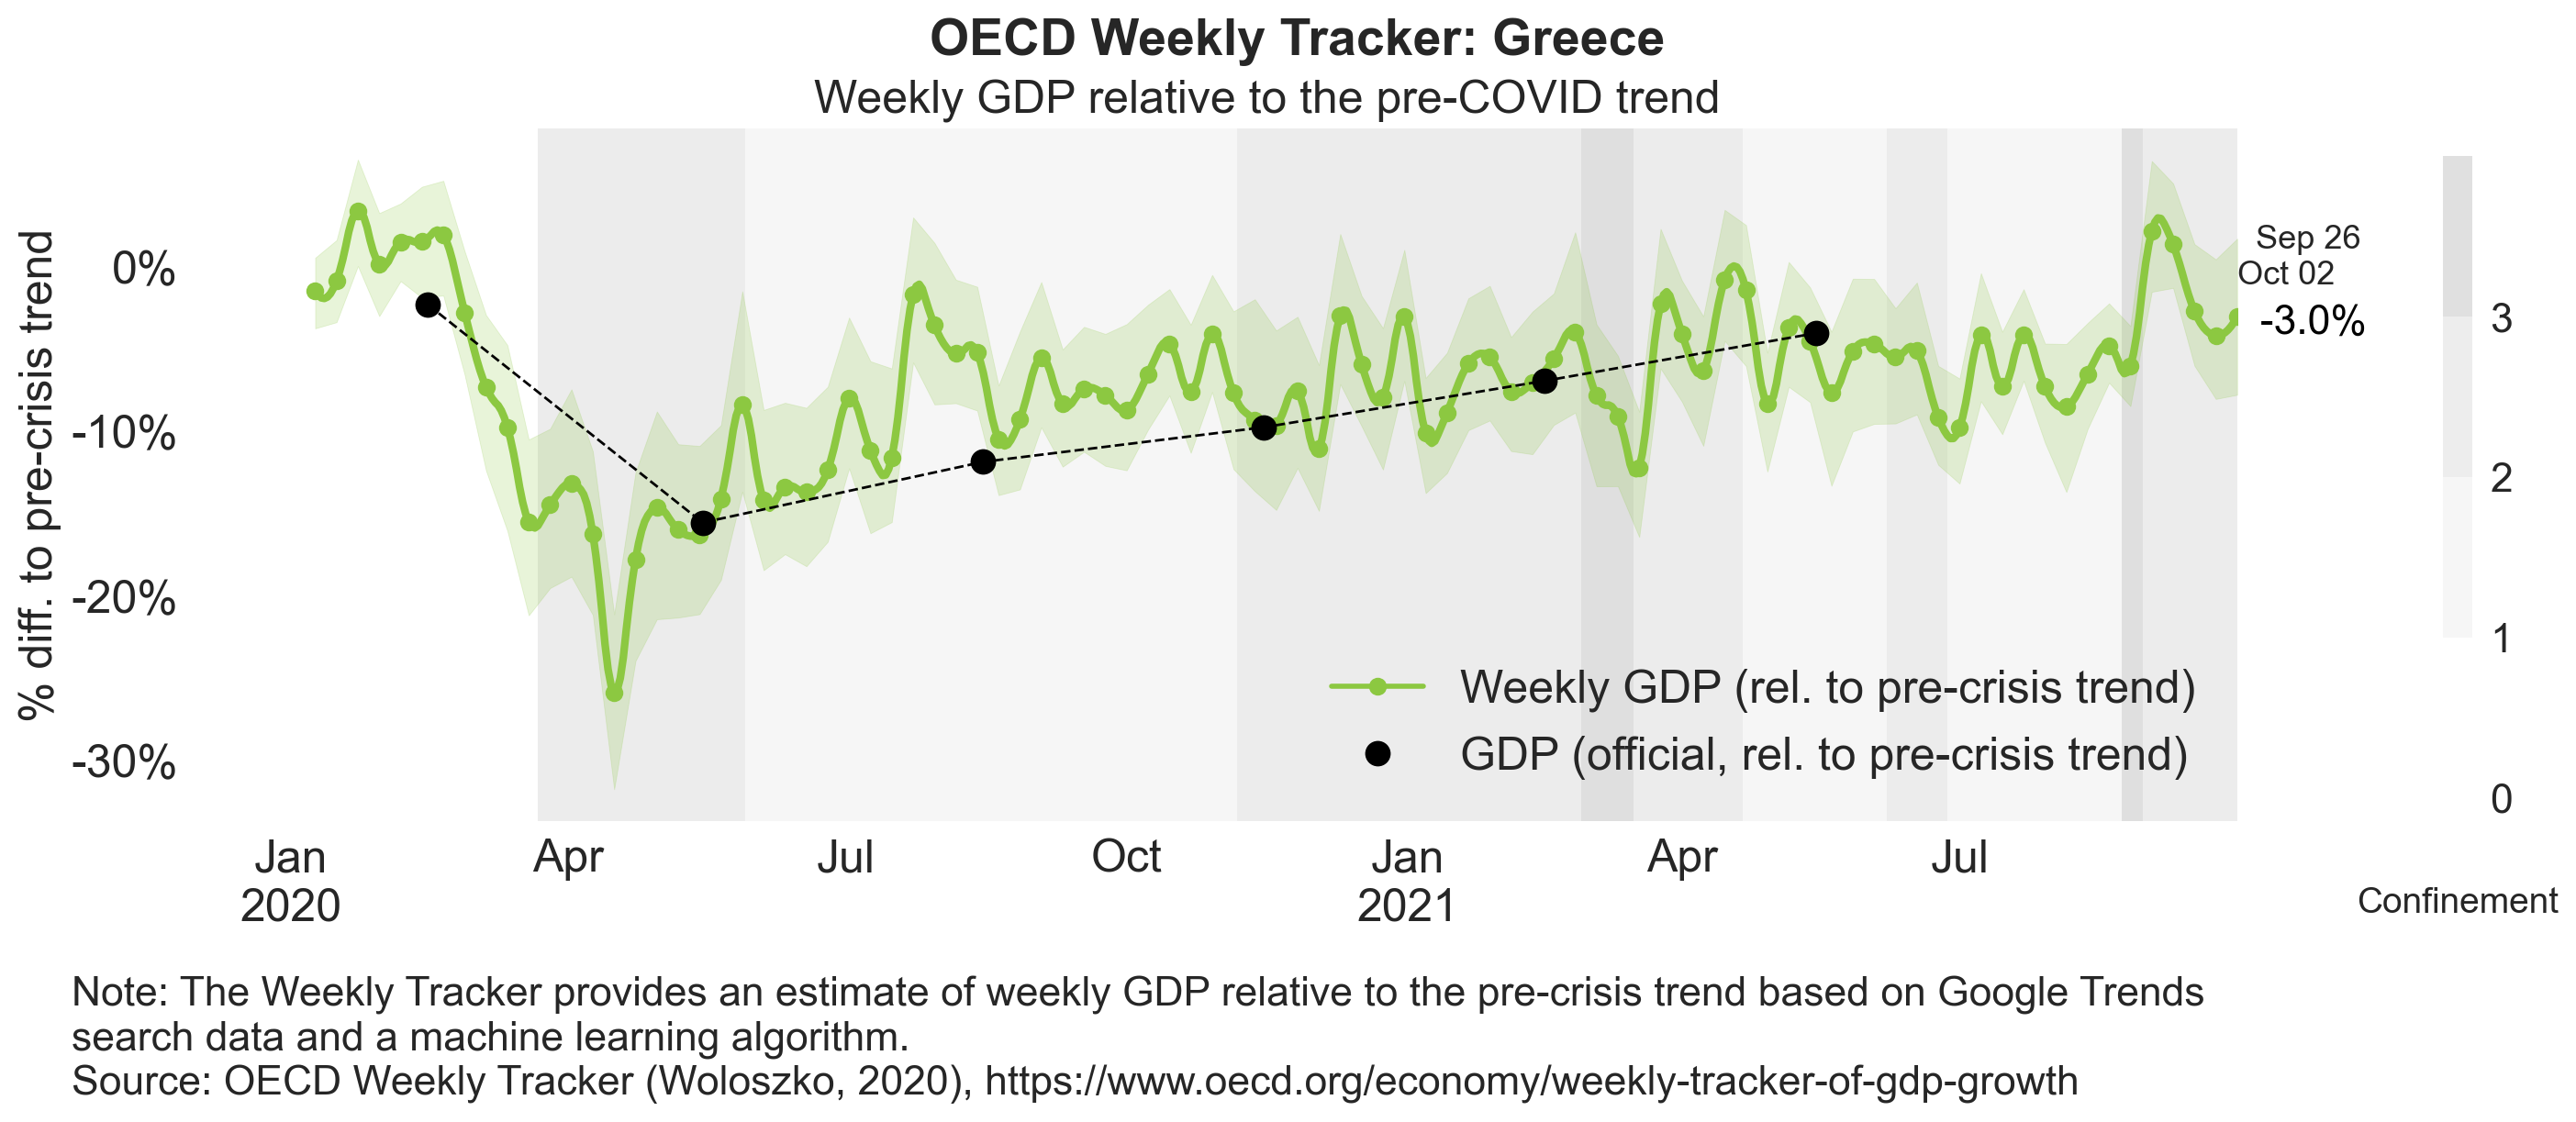 OECD Weekly Tracker: Greece
Weekly GDP relative to the pre-COVID trend
% diff. to pre-crisis trend
0%
-10%
-20%
-30%
Sep 26
Oct 02
-3.0%
Weekly GDP (rel. to pre-crisis trend)
GDP (official, rel. to pre-crisis trend)
3
2
1
0
Confinement
Jan Apr Jul Oct Jan Apr Jul
2020 2021
Note: The Weekly Tracker provides an estimate of weekly GDP relative to the pre-crisis trend based on Google Trends
search data and a machine learning algorithm.
Source: OECD Weekly Tracker (Woloszko, 2020), https://www.oecd.org/economy/weekly-tracker-of-gdp-growth